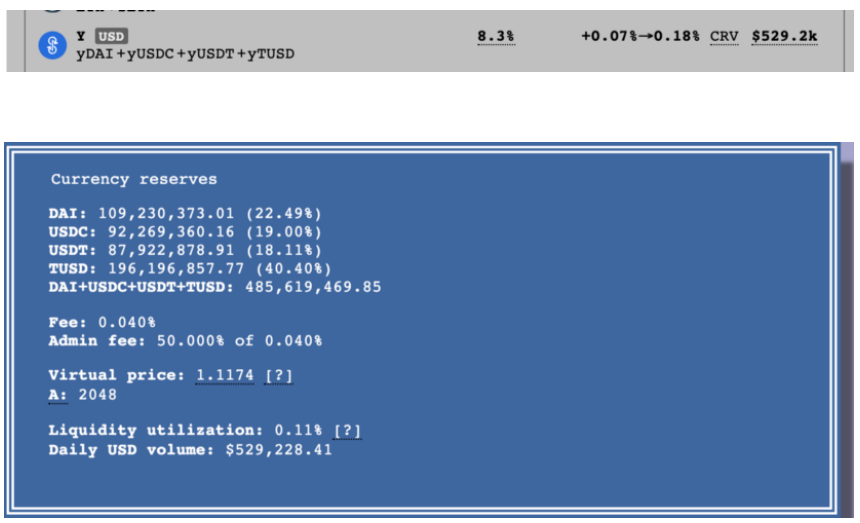 Y USD
yDAI+yUSDC+yUSDT+yTUSD
8.3% +0.07%→0.18% CRV $529.2k
Currency reserves
DAI: 109,230,373.01 (22.49%)
USDC: 92,269,360.16 (19.00%)
USDT: 87,922,878.91 (18.11%)
TUSD: 196,196,857.77 (40.40%)
DAI+USDC+USDT+TUSD: 485,619,469.85
Fee: 0.040%
Admin fee: 50.000% of 0.040%
Virtual price: 1.1174 [?]
A: 2048
Liquidity utilization: 0.11% [?]
Daily USD volume: $529,228.41